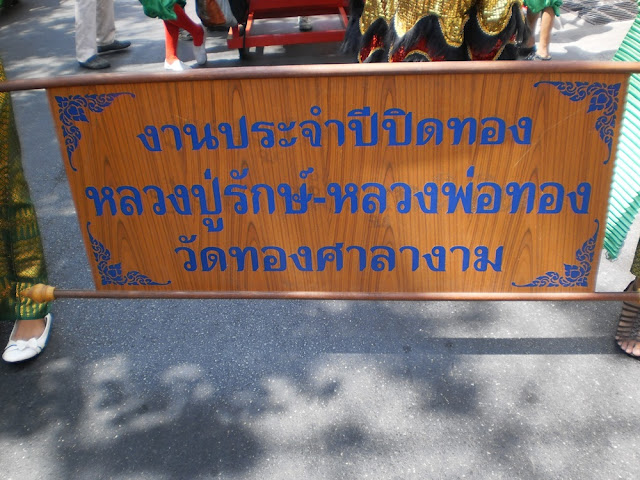 งานประจำปีปิดทอง
หลวงปู่รักษ์-หลวงพ่อทอง
วัดทองศาลางาม